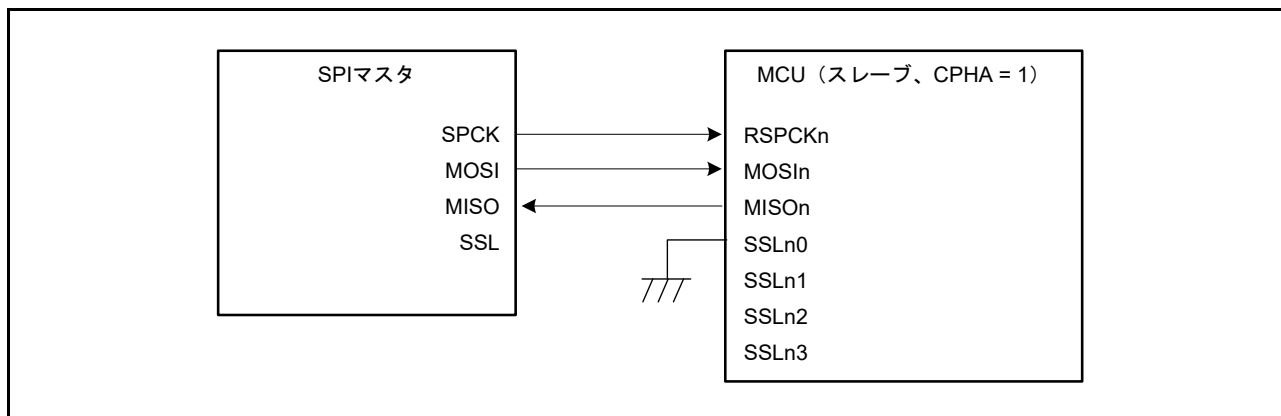 SPIマスタ
SPCK
MOSI
MISO
SSL
MCU（スレーブ、CPHA = 1）
RSPCKn
MOSIn
MISOn
SSLn0
SSLn1
SSLn2
SSLn3